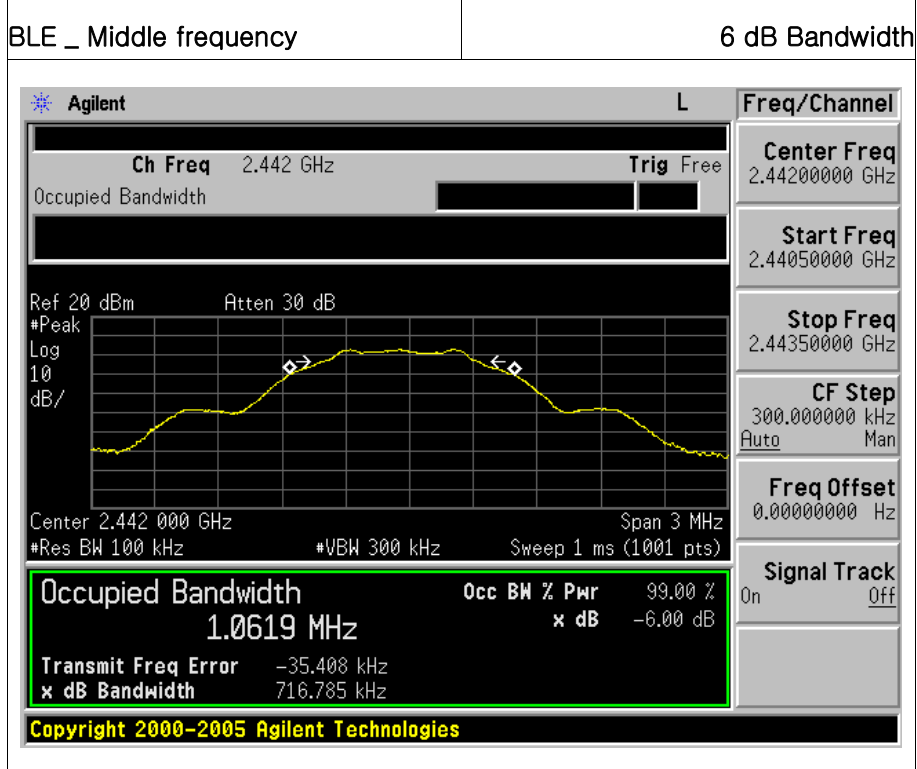 BLE _ Middle frequency 6 dB Bandwidth
Agilent L Freq/Channel
Ch Freq 2.442 GHz Trig Free
Occupied Bandwidth
Center Freq
2.44200000 GHz
Start Freq
2.44050000 GHz
Stop Freq
2.44350000 GHz
CF Step
300.000000 kHz
Auto Man
Freq Offset
0.00000000 Hz
Signal Track
On Off
Ref 20 dBm Atten 30 dB
#Peak
Log
10
dB/
Center 2.442 000 GHz Span 3 MHz
#Res BW 100 kHz #VBW 300 kHz Sweep 1 ms (1001 pts)
Occupied Bandwidth Occ BW % Pwr 99.00 %
1.0619 MHz x dB -6.00 dB
Transmit Freq Error -35.408 kHz
x dB Bandwidth 716.785 kHz
Copyright 2000-2005 Agilent Technologies